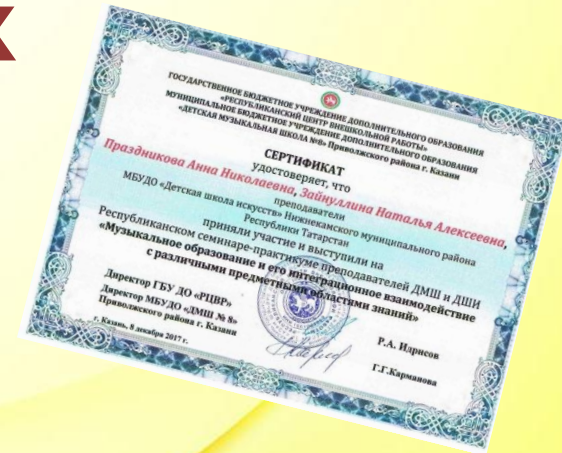 ГОСУДАРСТВЕННОЕ БЮДЖЕТНОЕ УЧРЕЖДЕНИЕ ДОПОЛНИТЕЛЬНОГО ОБРАЗОВАНИЯ
«РЕСПУБЛИКАНСКИЙ ЦЕНТР ВНЕШКОЛЬНОЙ РАБОТЫ»
МУНИЦИПАЛЬНОЕ БЮДЖЕТНОЕ УЧРЕЖДЕНИЕ ДОПОЛНИТЕЛЬНОГО ОБРАЗОВАНИЯ
«ДЕТСКАЯ МУЗЫКАЛЬНАЯ ШКОЛА №8» Приволжского района г. Казани
СЕРТИФИКАТ
удостоверяет, что
Праздникова Анна Николаевна, Зайнуллина Наталья Алексеевна,
преподаватели
МБУДО «Детская школа искусств» Нижнекамского муниципального района
Республики Татарстан
приняли участие и выступили на
Республиканском семинаре-практикуме преподавателей ДМШ и ДШИ
«Музыкальное образование и его интеграционное взаимодействие
с различными предметными областями знаний»
Директор ГБУ ДО «РЦВР»
Р.А. Идрисов
Директор МБУДО «ДМШ № 8»
Приволжского района г. Казани
Г.Г.Карманова
г. Казань, 8 декабря 2017 г.